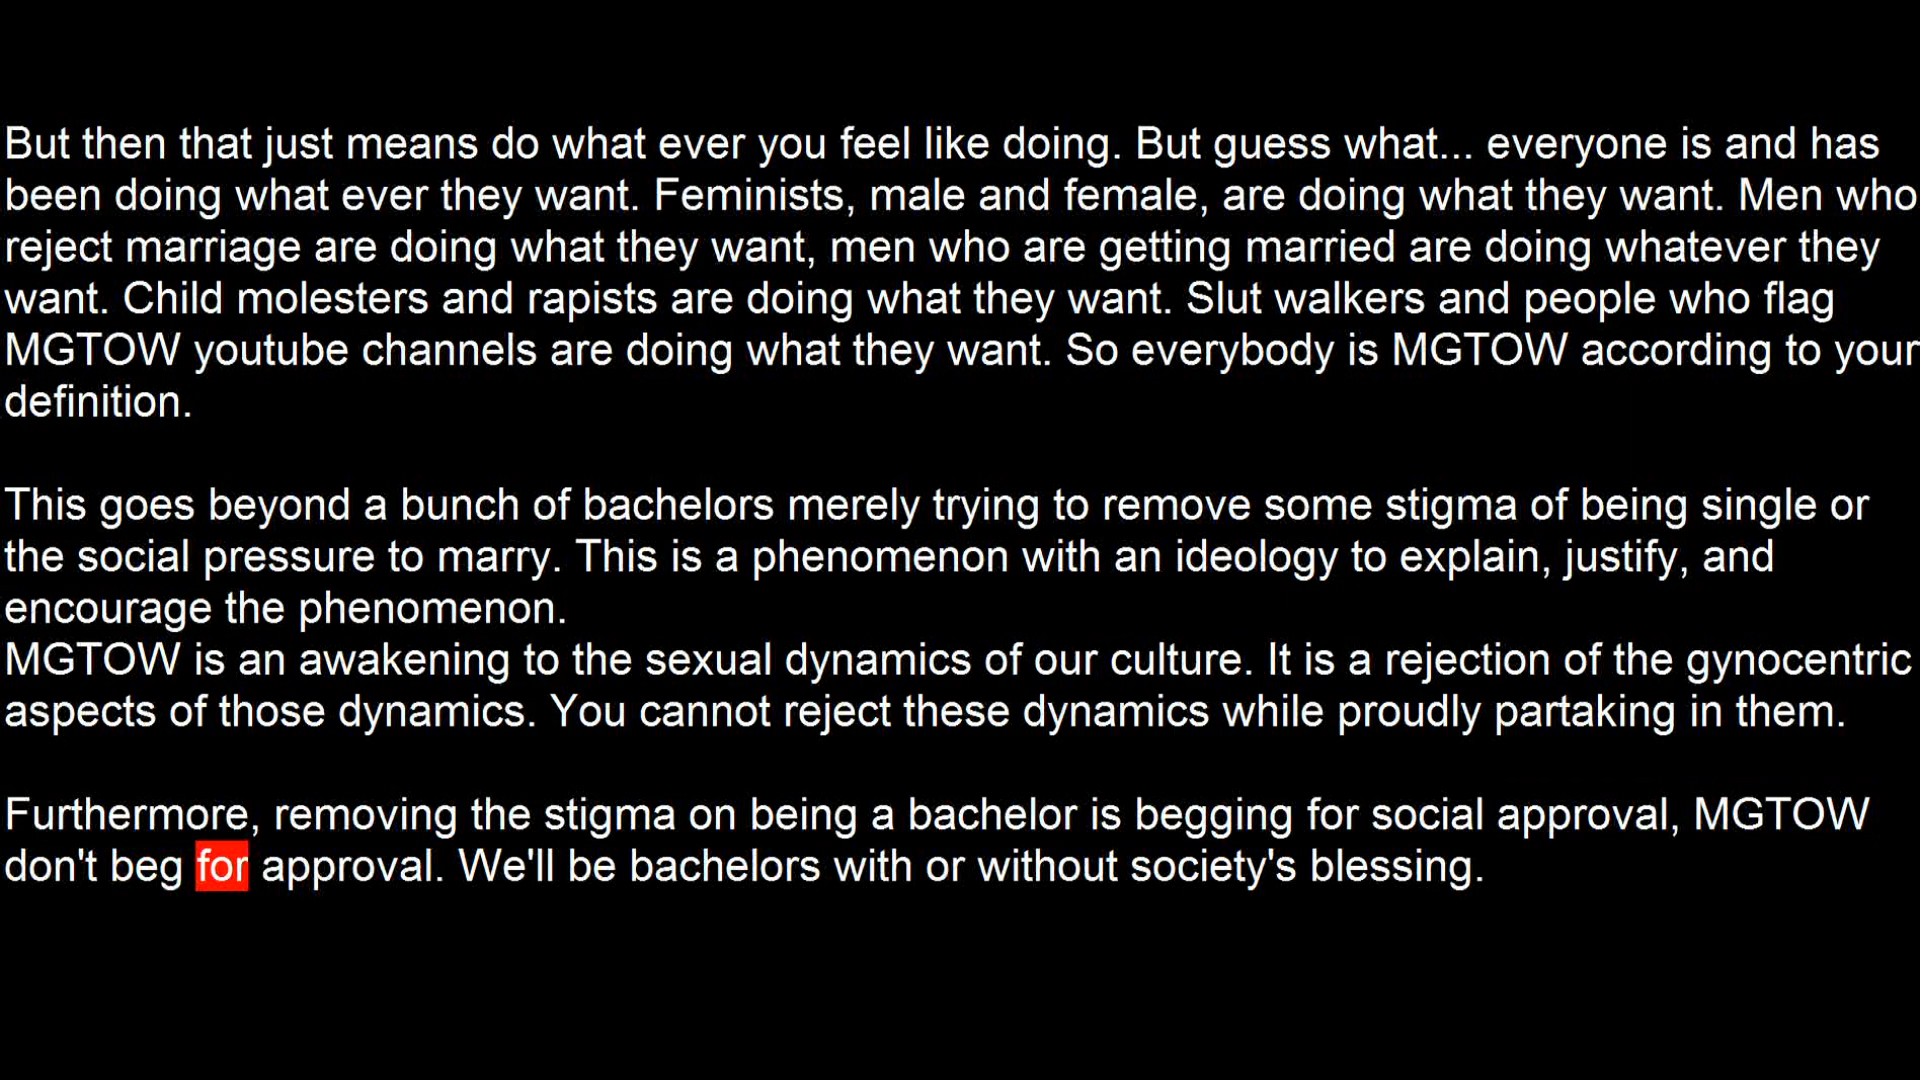 But then that just means do what ever you feel like doing. But guess what... everyone is and has
been doing what ever they want. Feminists, male and female, are doing what they want. Men who
reject marriage are doing what they want, men who are getting married are doing whatever they
want. Child molesters and rapists are doing what they want. Slut walkers and people who flag
MGTOW youtube channels are doing what they want. So everybody is MGTOW according to your
definition.
This goes beyond a bunch of bachelors merely trying to remove some stigma of being single or
the social pressure to marry. This is a phenomenon with an ideology to explain, justify, and
encourage the phenomenon.
MGTOW is an awakening to the sexual dynamics of our culture. It is a rejection of the gynocentric
aspects of those dynamics. You cannot reject these dynamics while proudly partaking in them.
Furthermore, removing the stigma on being a bachelor is begging for social approval, MGTOW
don't beg for approval. We'll be bachelors with or without society's blessing.